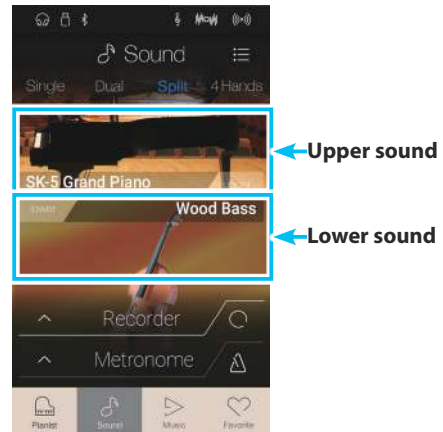 Sound
Single Dual Split 4 Hands
SK-5 Grand Piano
Upper sound
Lower
Wood Bass
Lower sound
Recorder
Metronome
Pianist Sound Music Favorite